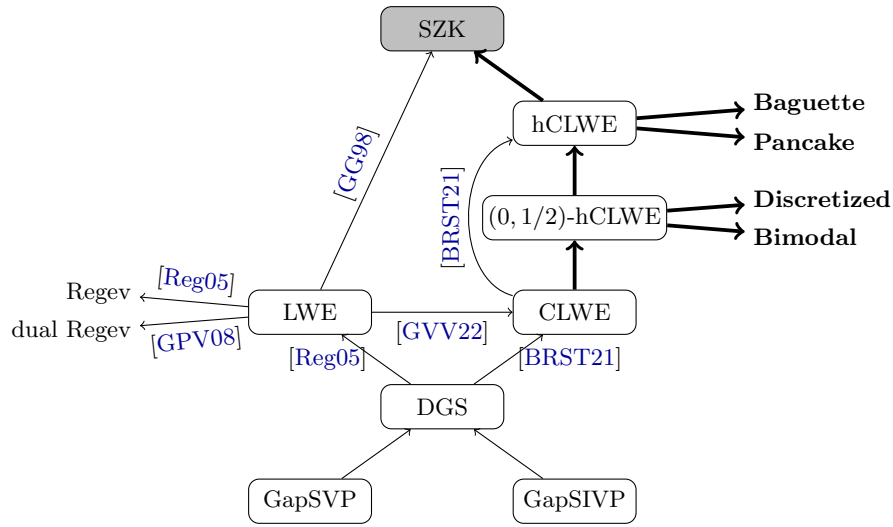 SZK
Baguette
hCLWE
Pancake
[GG98]
[BRST21]
Discretized
(0, 1/2)-hCLWE
Bimodal
[Reg05]
Regev
LWE
CLWE
dual Regev
[GPV08]
[GVV22]
[Reg05]
[BRST21]
DGS
GapSVP
GapSIVP